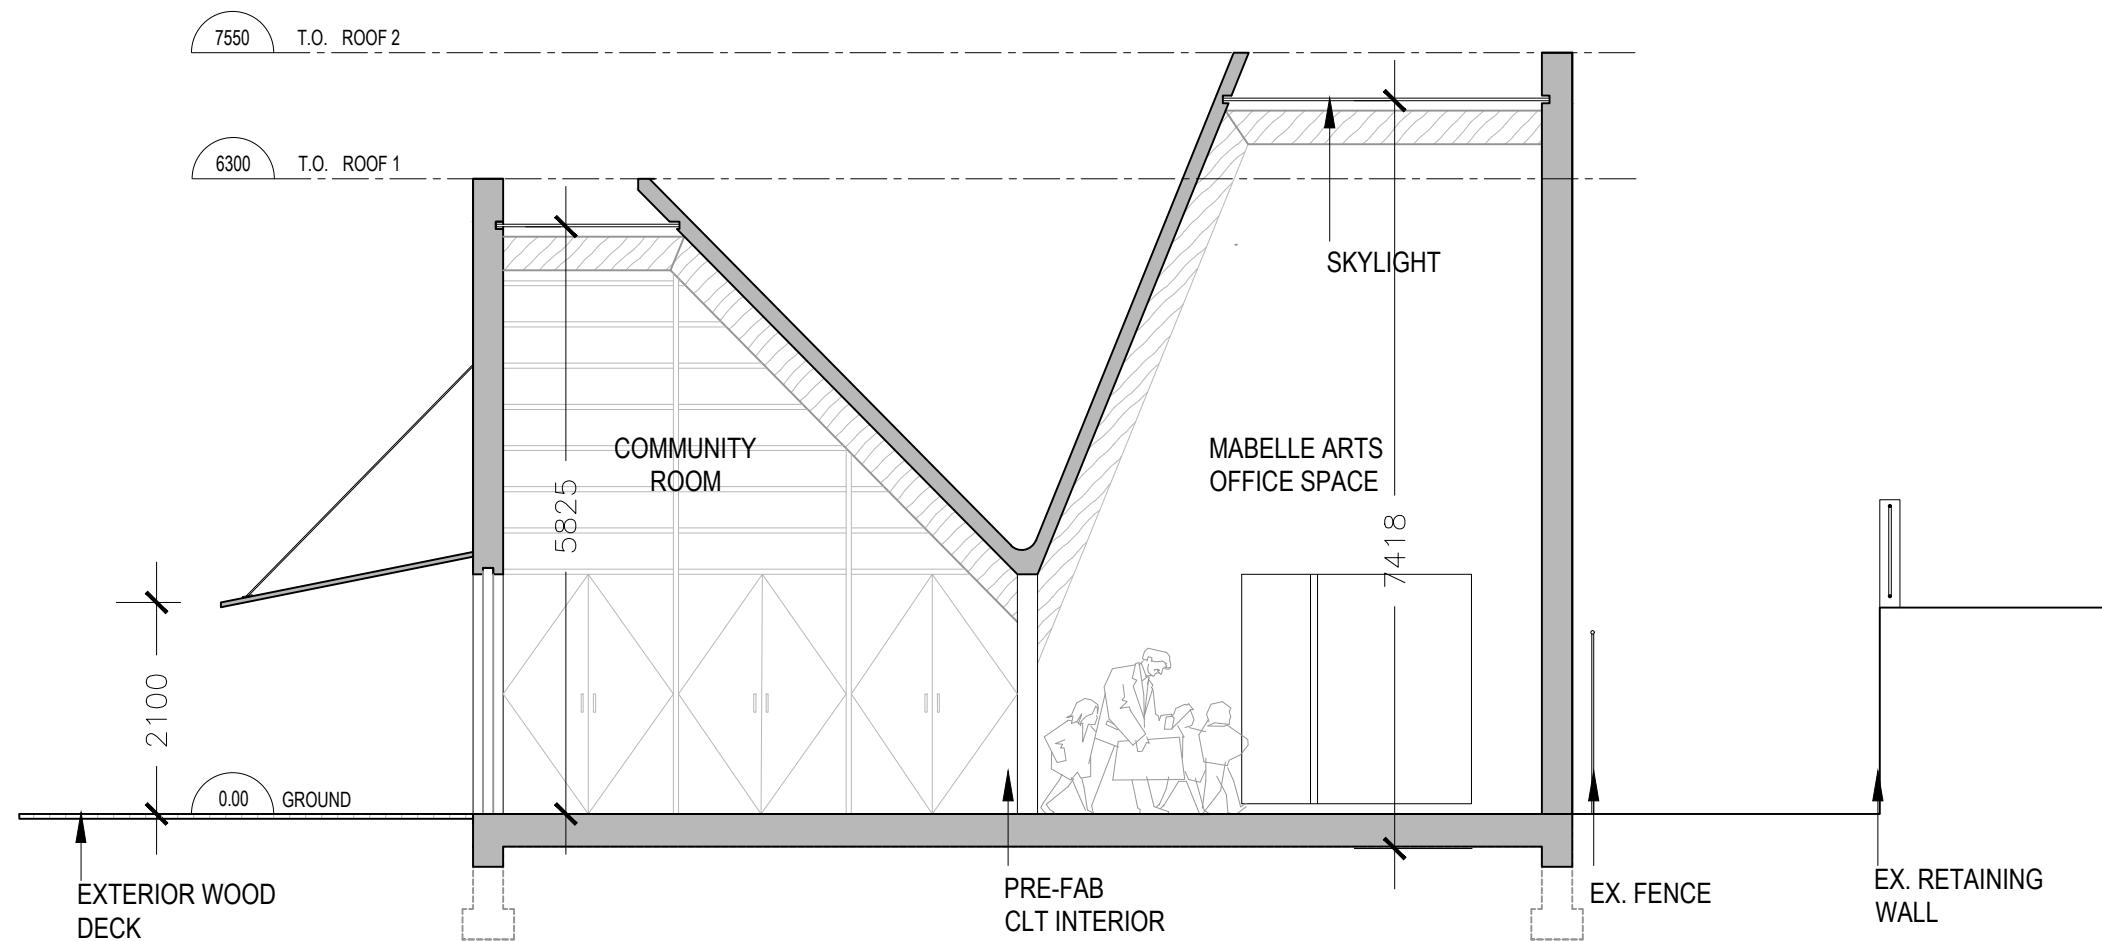 7550 T.O. ROOF 2
6300 T.O. ROOF 1
SKYLIGHT
COMMUNITY
ROOM
MABELLE ARTS
OFFICE SPACE
5825
7418
2100
0.00 GROUND
EXTERIOR WOOD
DECK
PRE-FAB
CLT INTERIOR
EX. FENCE
EX. RETAINING
WALL